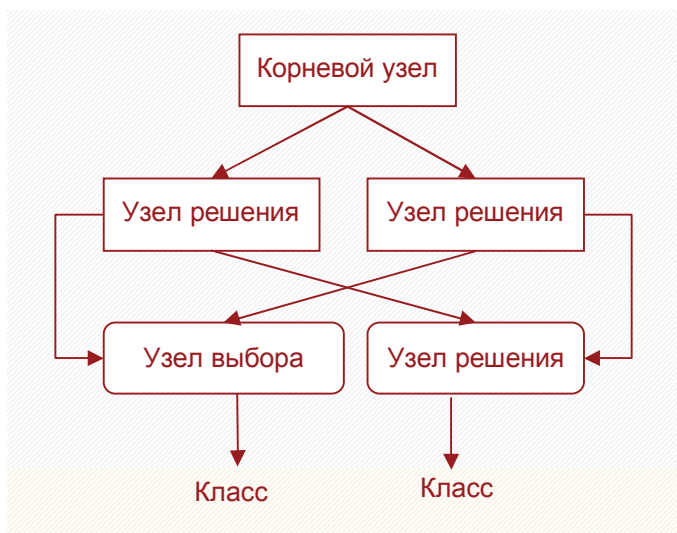 Корневой узел
Узел решения
Узел решения
Узел выбора
Узел решения
Класс
Класс